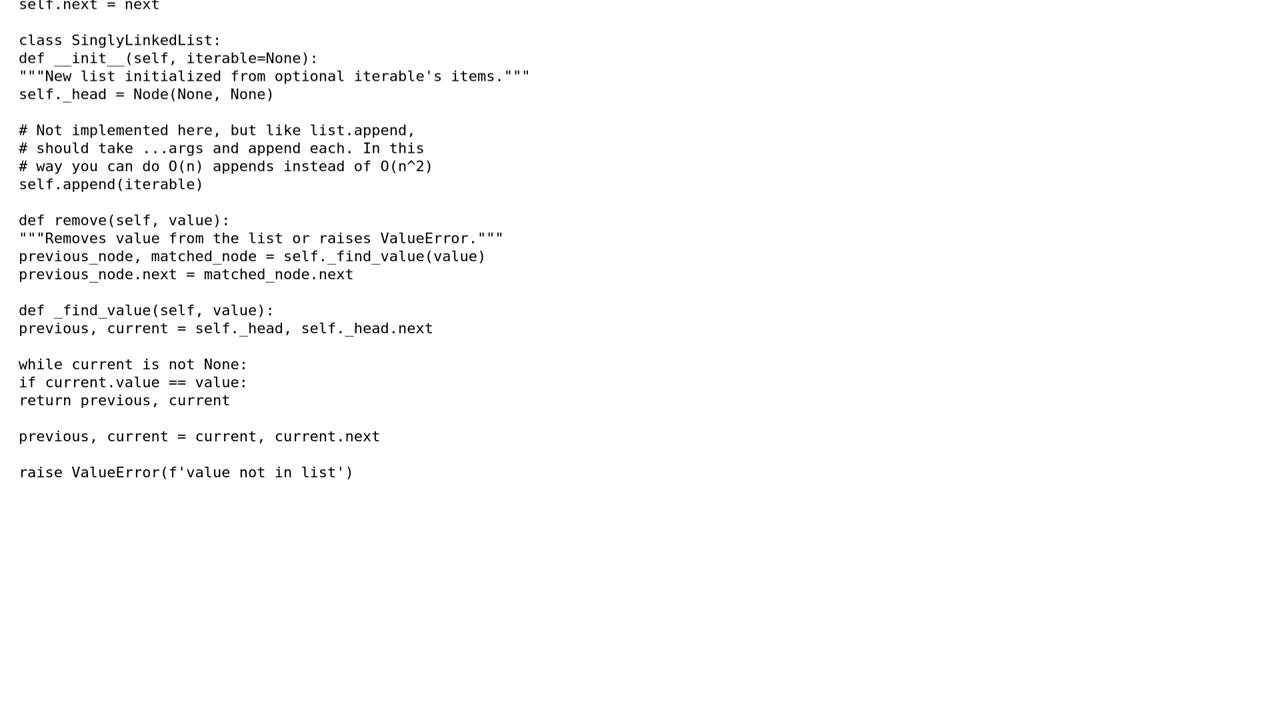 self.next = next
class SinglyLinkedList:
def __init__(self, iterable=None):
"""New list initialized from optional iterable's items."""
self._head = Node(None, None)
# Not implemented here, but like list.append,
# should take ...args and append each. In this
# way you can do O(n) appends instead of O(n^2)
self.append(iterable)
def remove(self, value):
"""Removes value from the list or raises ValueError."""
previous_node, matched_node = self._find_value(value)
previous_node.next = matched_node.next
def _find_value(self, value):
previous, current = self._head, self._head.next
while current is not None:
if current.value == value:
return previous, current
previous, current = current, current.next
raise ValueError(f'value not in list')